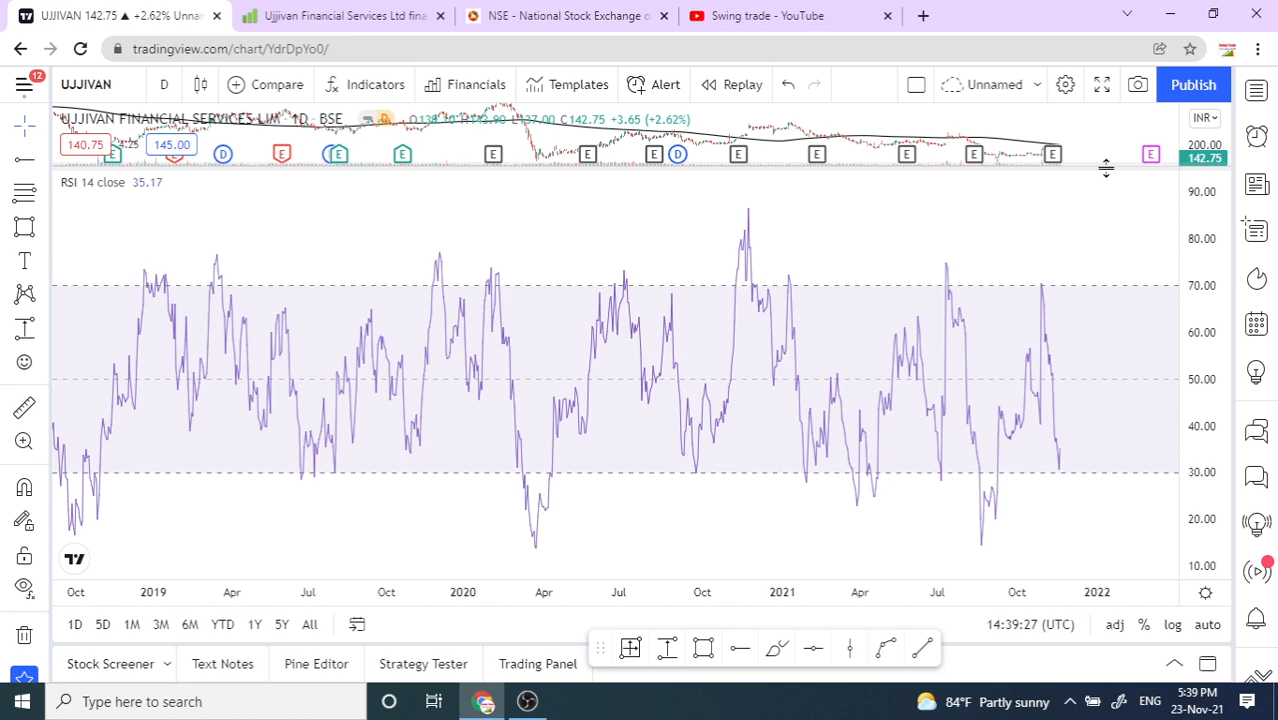 UJJIVAN 142.75 ▲ +2.62% Unnan
Ujjivan Financial Services Ltd fina
NSE - National Stock Exchange o
Swing trade - YouTube
tradingview.com/chart/YdrDpYo0/
12
UJJIVAN D Compare Indicators Financials Templates Alert Replay Unnamed Publish
UJJIVAN FINANCIAL SERVICES LIM · 1D · BSE
C142.75 +3.65 (+2.62%)
INR
140.75 4.25 145.00
200.00
142.75
E D E E E E E D E E E E E E
RSI 14 close 35.17
90.00
80.00
70.00
60.00
50.00
40.00
30.00
20.00
10.00
Oct 2019 Apr Jul Oct 2020 Apr Jul Oct 2021 Apr Jul Oct 2022
1D 5D 1M 3M 6M YTD 1Y 5Y All
14:39:27 (UTC) adj % log auto
Stock Screener Text Notes Pine Editor Strategy Tester Trading Panel
Type here to search
84°F Partly sunny
ENG
5:39 PM
23-Nov-21